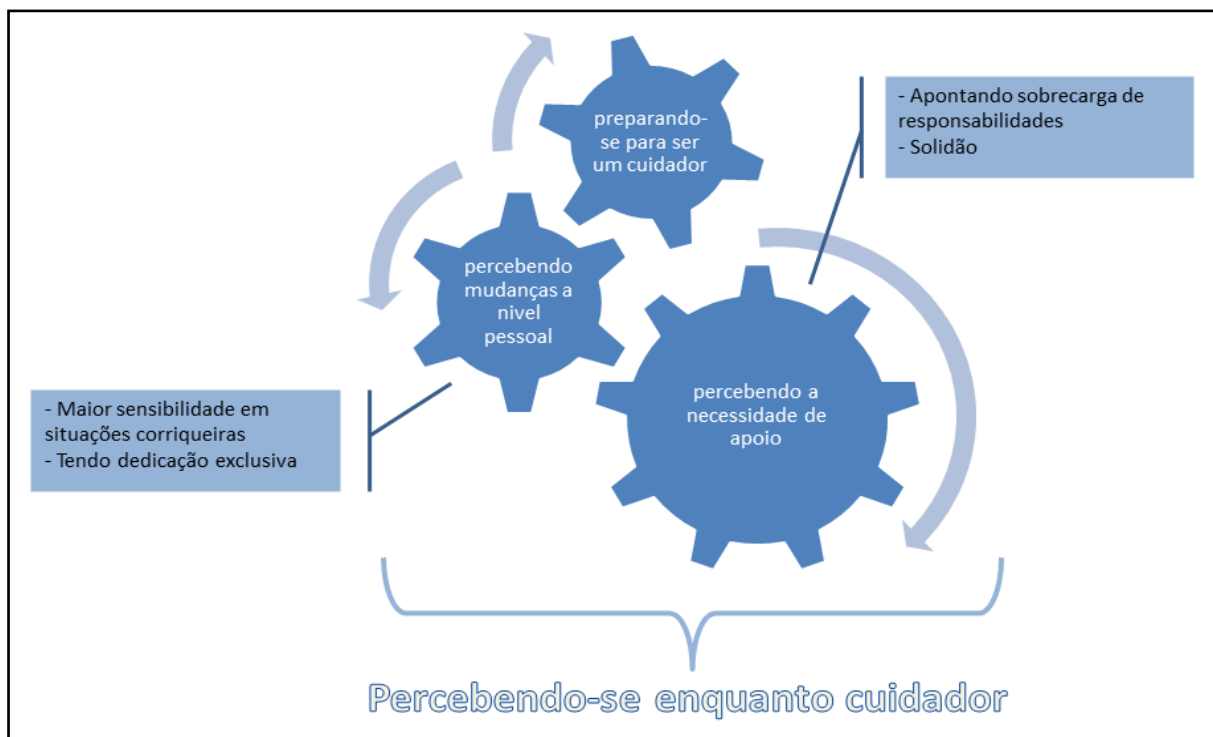 preparando-
se para ser
um cuidador
- Apontando sobrecarga de
responsabilidades
- Solidão
percebendo
mudanças a
nivel
pessoal
percebendo a
necessidade de
apoio
- Maior sensibilidade em
situações corriqueiras
- Tendo dedicação exclusiva
Percebendo-se enquanto cuidador